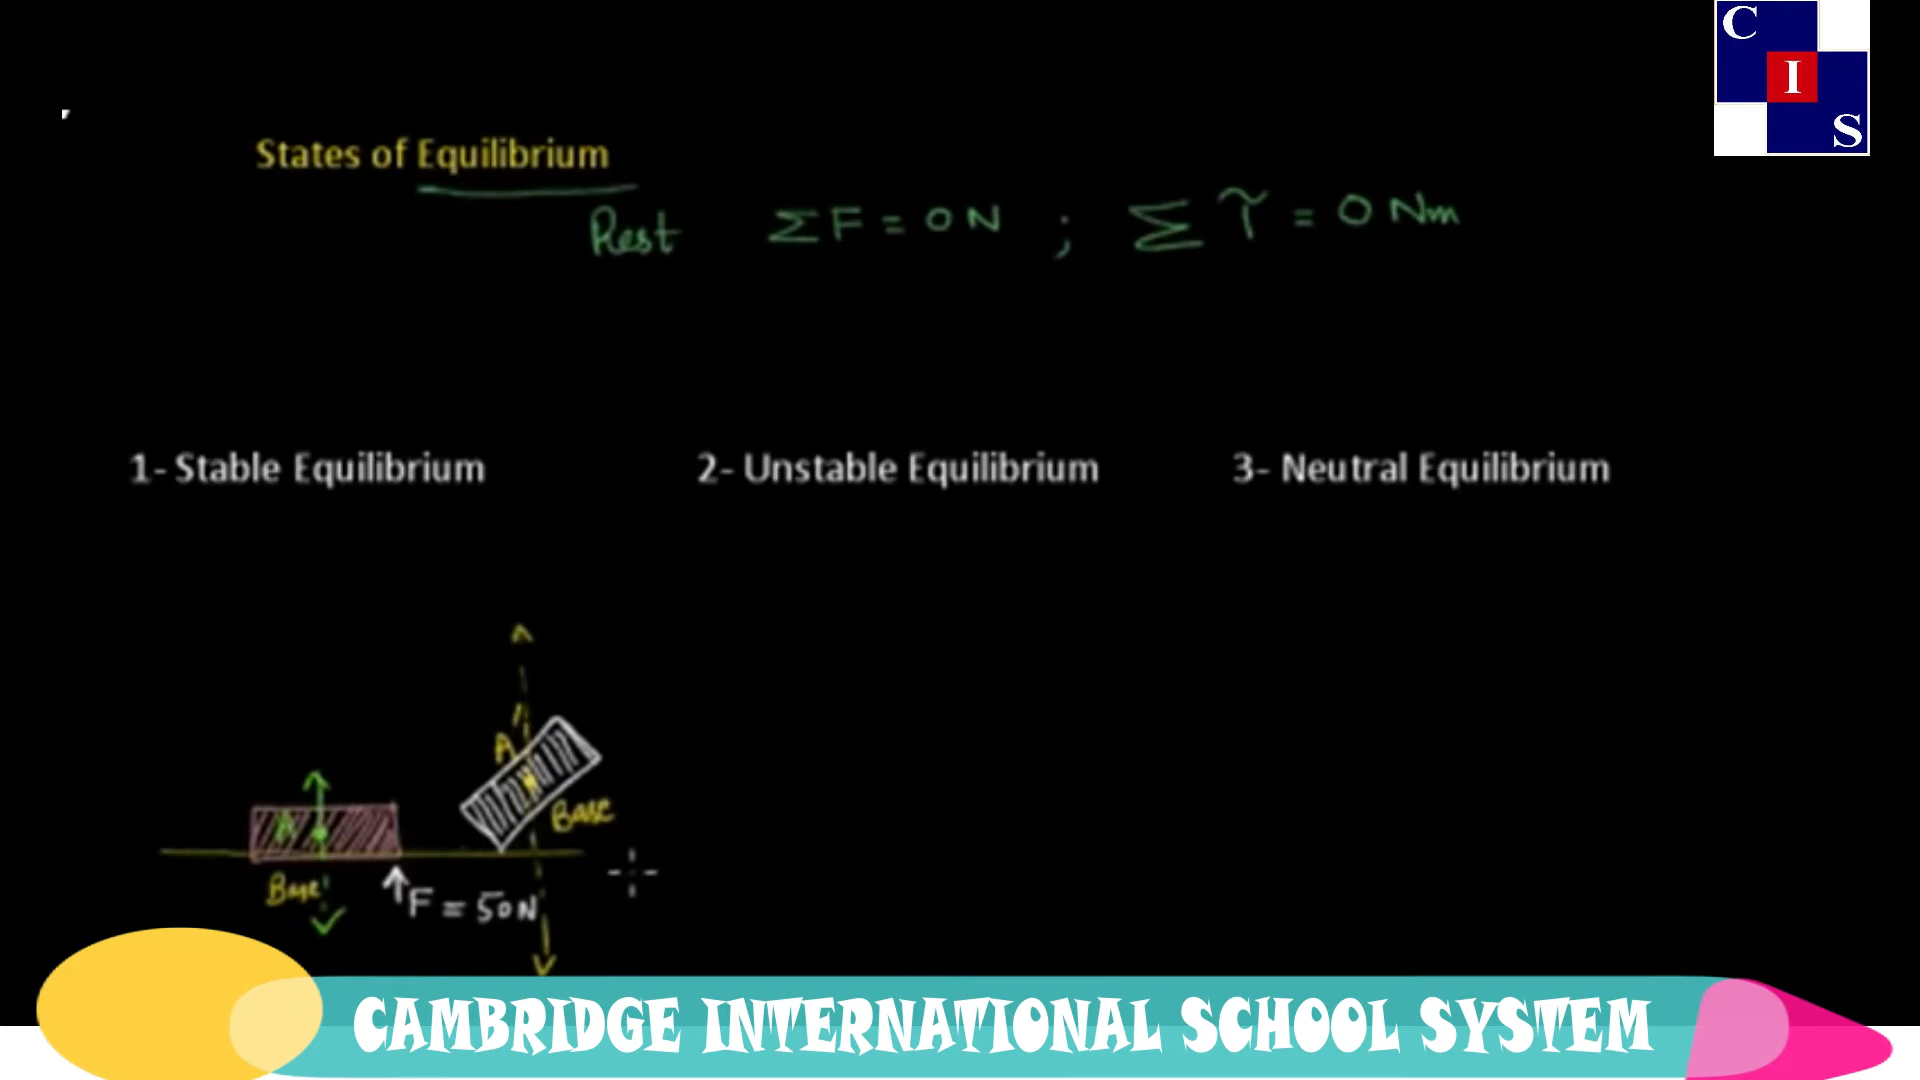 C
I
S
States of Equilibrium
Rest ΣF = 0 N ; Στ = 0 Nm
1- Stable Equilibrium 2- Unstable Equilibrium 3- Neutral Equilibrium
A
A
Base
Base
F = 50N
CAMBRIDGE INTERNATIONAL SCHOOL SYSTEM